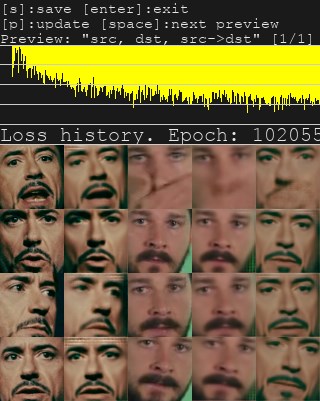 [s]:save [enter]:exit
[p]:update [space]:next preview
Preview: "src, dst, src->dst" [1/1]
Loss history. Epoch: 102055